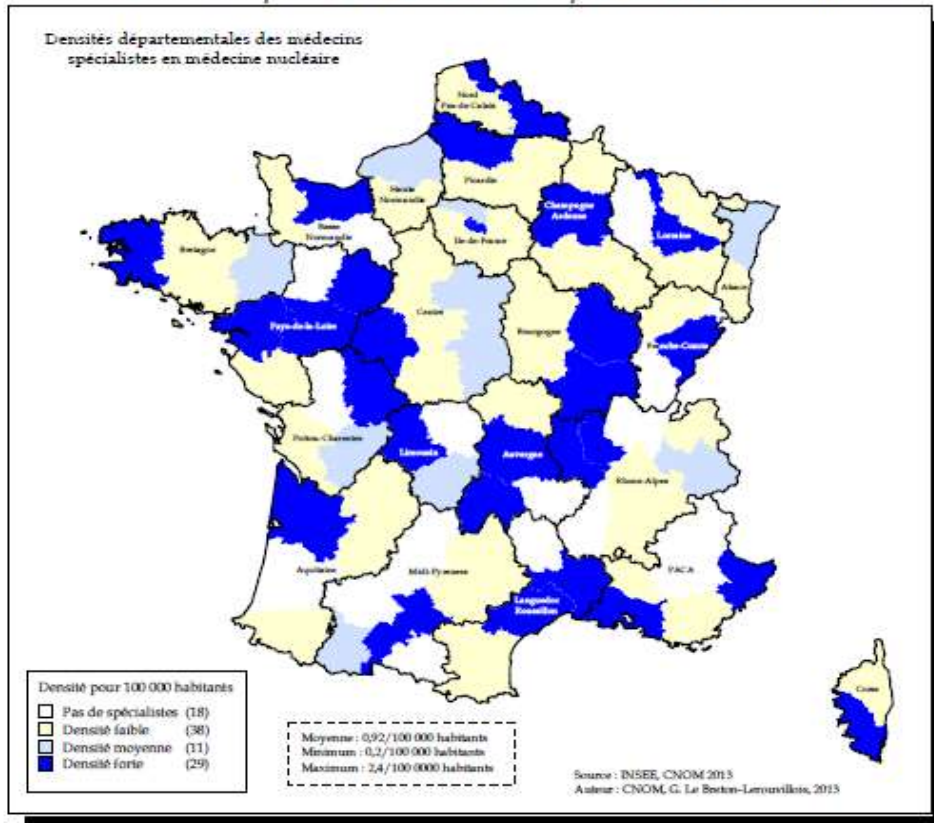 Densités départementales des médecins
spécialistes en médecine nucléaire
Nord
Pas de Calais
Picardie
Haute
Normandie
Basse
Normandie
Champagne
Ardenne
Lorraine
Ile-de-France
Alsace
Bretagne
Centre
Pays-de-la-Loire
Bourgogne
Franche-Comté
Poitou-Charentes
Limousin
Auvergne
Rhone-Alpes
Aquitaine
Midi-Pyrenees
PACA
Languedoc
Roussillon
Corse
Densité pour 100 000 habitants
Pas de spécialistes (18)
Densité faible (38)
Densité moyenne (11)
Densité forte (29)
Moyenne : 0,92/100 000 habitants
Minimum : 0,2/100 000 habitants
Maximum : 2,4/100 0000 habitants
Source : INSEE, CNOM 2013
Auteur : CNOM, G. Le Breton-Lerouvillois, 2013